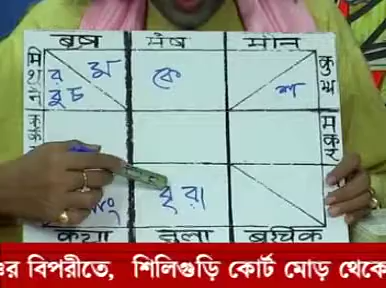 বৃষ মেষ মীন
মিথুন র ম কে শ কুম্ভ
বু চ
কর্কট মকর
বৃ রা
কন্যা তুলা বৃশ্চিক
বিপরীতে, শিলিগুড়ি কোর্ট মোড় থেকে